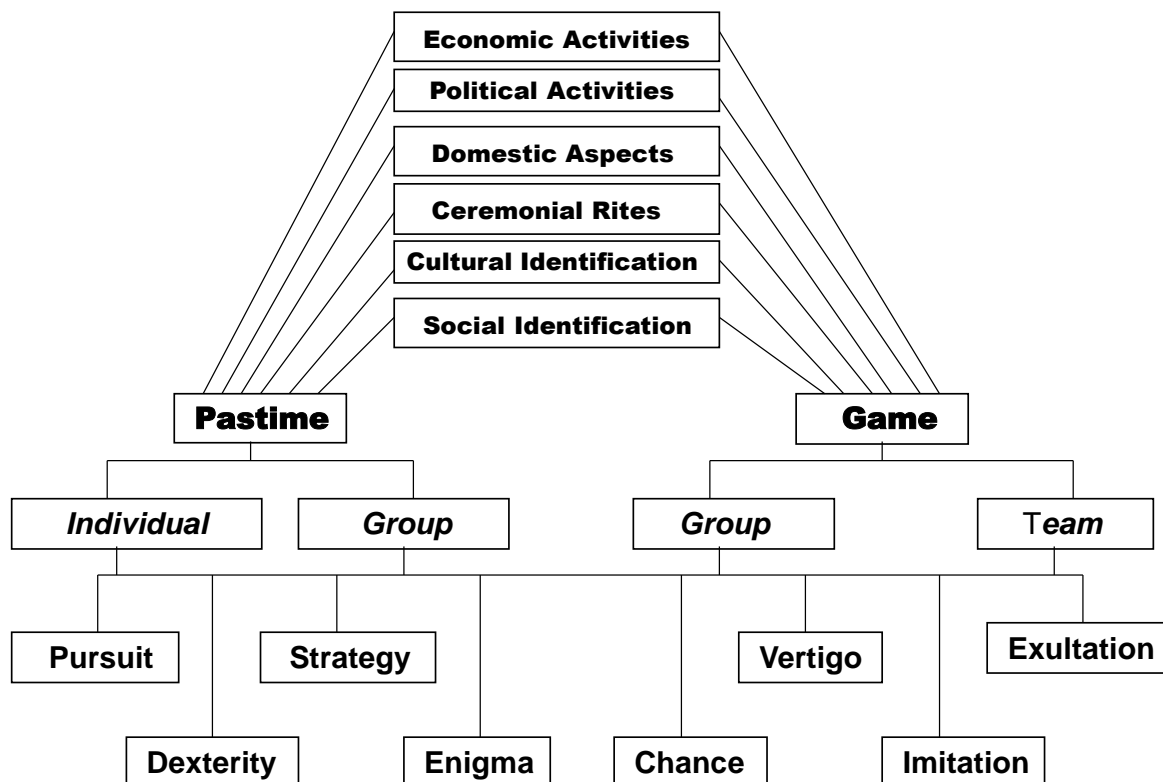 Economic Activities
Political Activities
Domestic Aspects
Ceremonial Rites
Cultural Identification
Social Identification
Pastime
Game
Individual
Group
Group
Team
Pursuit
Strategy
Vertigo
Exultation
Dexterity
Enigma
Chance
Imitation